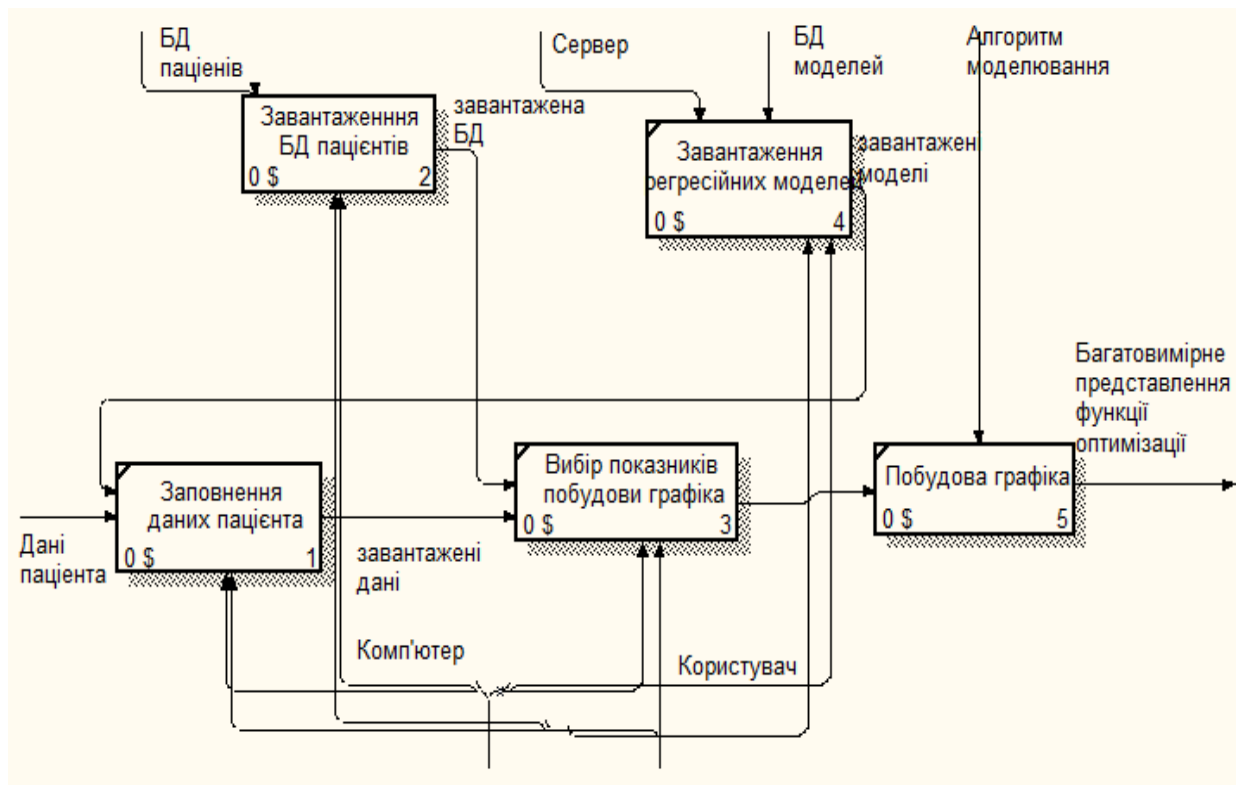 БД
паціенів
Сервер
БД
моделей
Алгоритм
моделювання
Завантаженння
БД пацієнтів
0 $ 2
завантажена
БД
Завантаження
регресійних моделей
0 $ 4
завантажені
моделі
Багатовимірне
представлення
функції
оптимізації
Заповнення
даних пацієнта
0 $ 1
Вибір показників
побудови графіка
0 $ 3
Побудова графіка
0 $ 5
Дані
паціента
завантажені
дані
Комп'ютер
Користувач